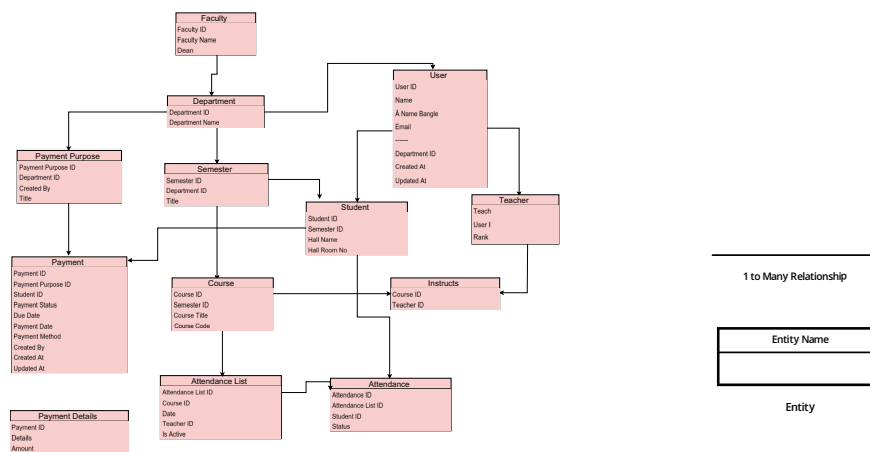 Faculty
Faculty ID
Faculty Name
Dean
Department
Department ID
Department Name
User
User ID
Name
Â Name Bangle
Email
------
Department ID
Created At
Updated At
Payment Purpose
Payment Purpose ID
Department ID
Created By
Title
Semester
Semester ID
Department ID
Title
Student
Student ID
Semester ID
Hall Name
Hall Room No
Teacher
Teach
User I
Rank
Payment
Payment ID
Payment Purpose ID
Student ID
Payment Status
Due Date
Payment Date
Payment Method
Created By
Created At
Updated At
Course
Course ID
Semester ID
Course Title
Course Code
Instructs
Course ID
Teacher ID
Attendance List
Attendance List ID
Course ID
Date
Teacher ID
Is Active
Attendance
Attendance ID
Attendance List ID
Student ID
Status
Payment Details
Payment ID
Details
Amount
1 to Many Relationship
Entity Name
Entity